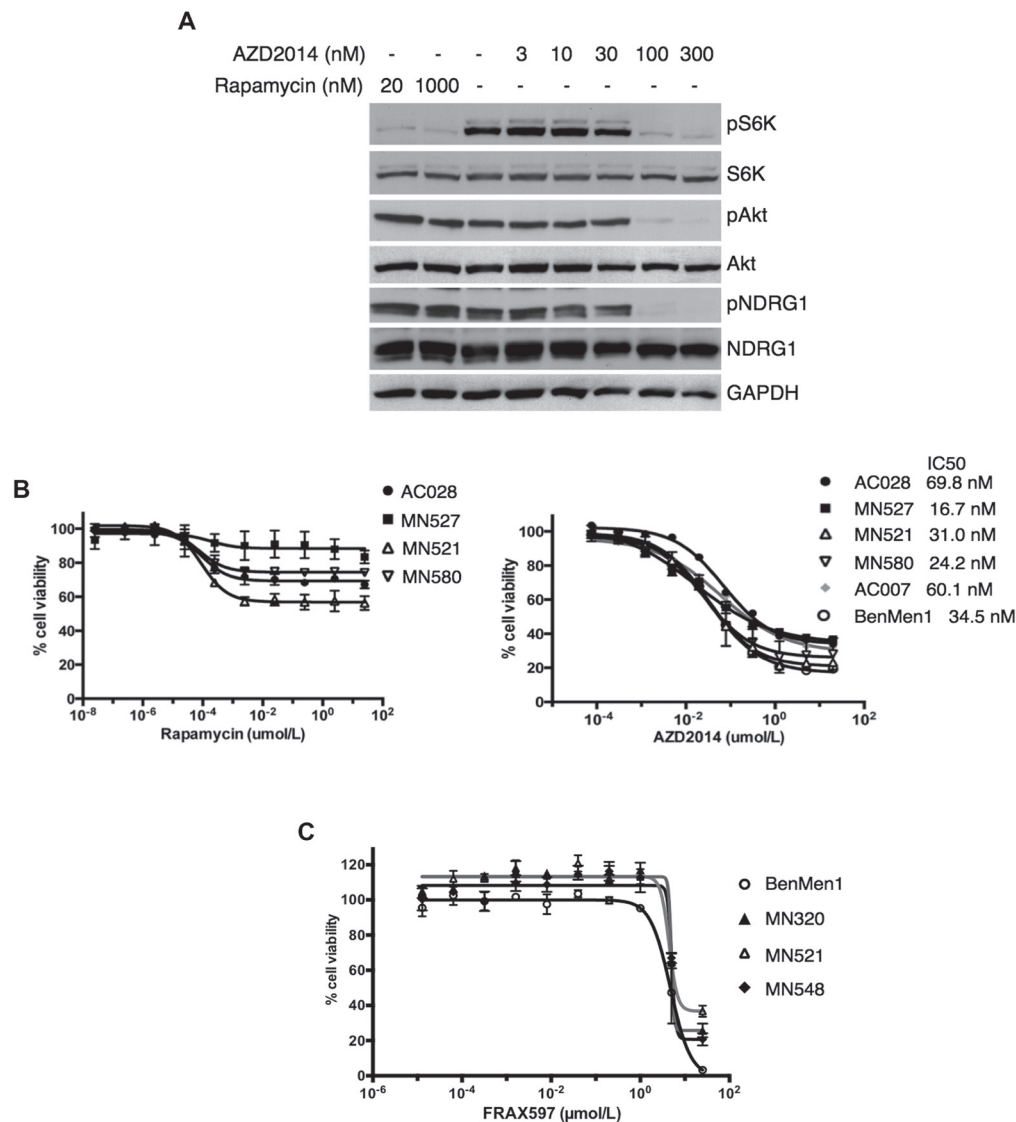 A
AZD2014 (nM) - - - 3 10 30 100 300
Rapamycin (nM) 20 1000 - - - - - -
pS6K
S6K
pAkt
Akt
pNDRG1
NDRG1
GAPDH
B
% cell viability
100
80
60
40
20
0
10-8 10-6 10-4 10-2 100 102
Rapamycin (umol/L)
AC028
MN527
MN521
MN580
% cell viability
100
80
60
40
20
0
10-4 10-2 100 102
AZD2014 (umol/L)
IC50
AC028 69.8 nM
MN527 16.7 nM
MN521 31.0 nM
MN580 24.2 nM
AC007 60.1 nM
BenMen1 34.5 nM
C
% cell viability
120
100
80
60
40
20
0
10-6 10-4 10-2 100 102
FRAX597 (μmol/L)
BenMen1
MN320
MN521
MN548